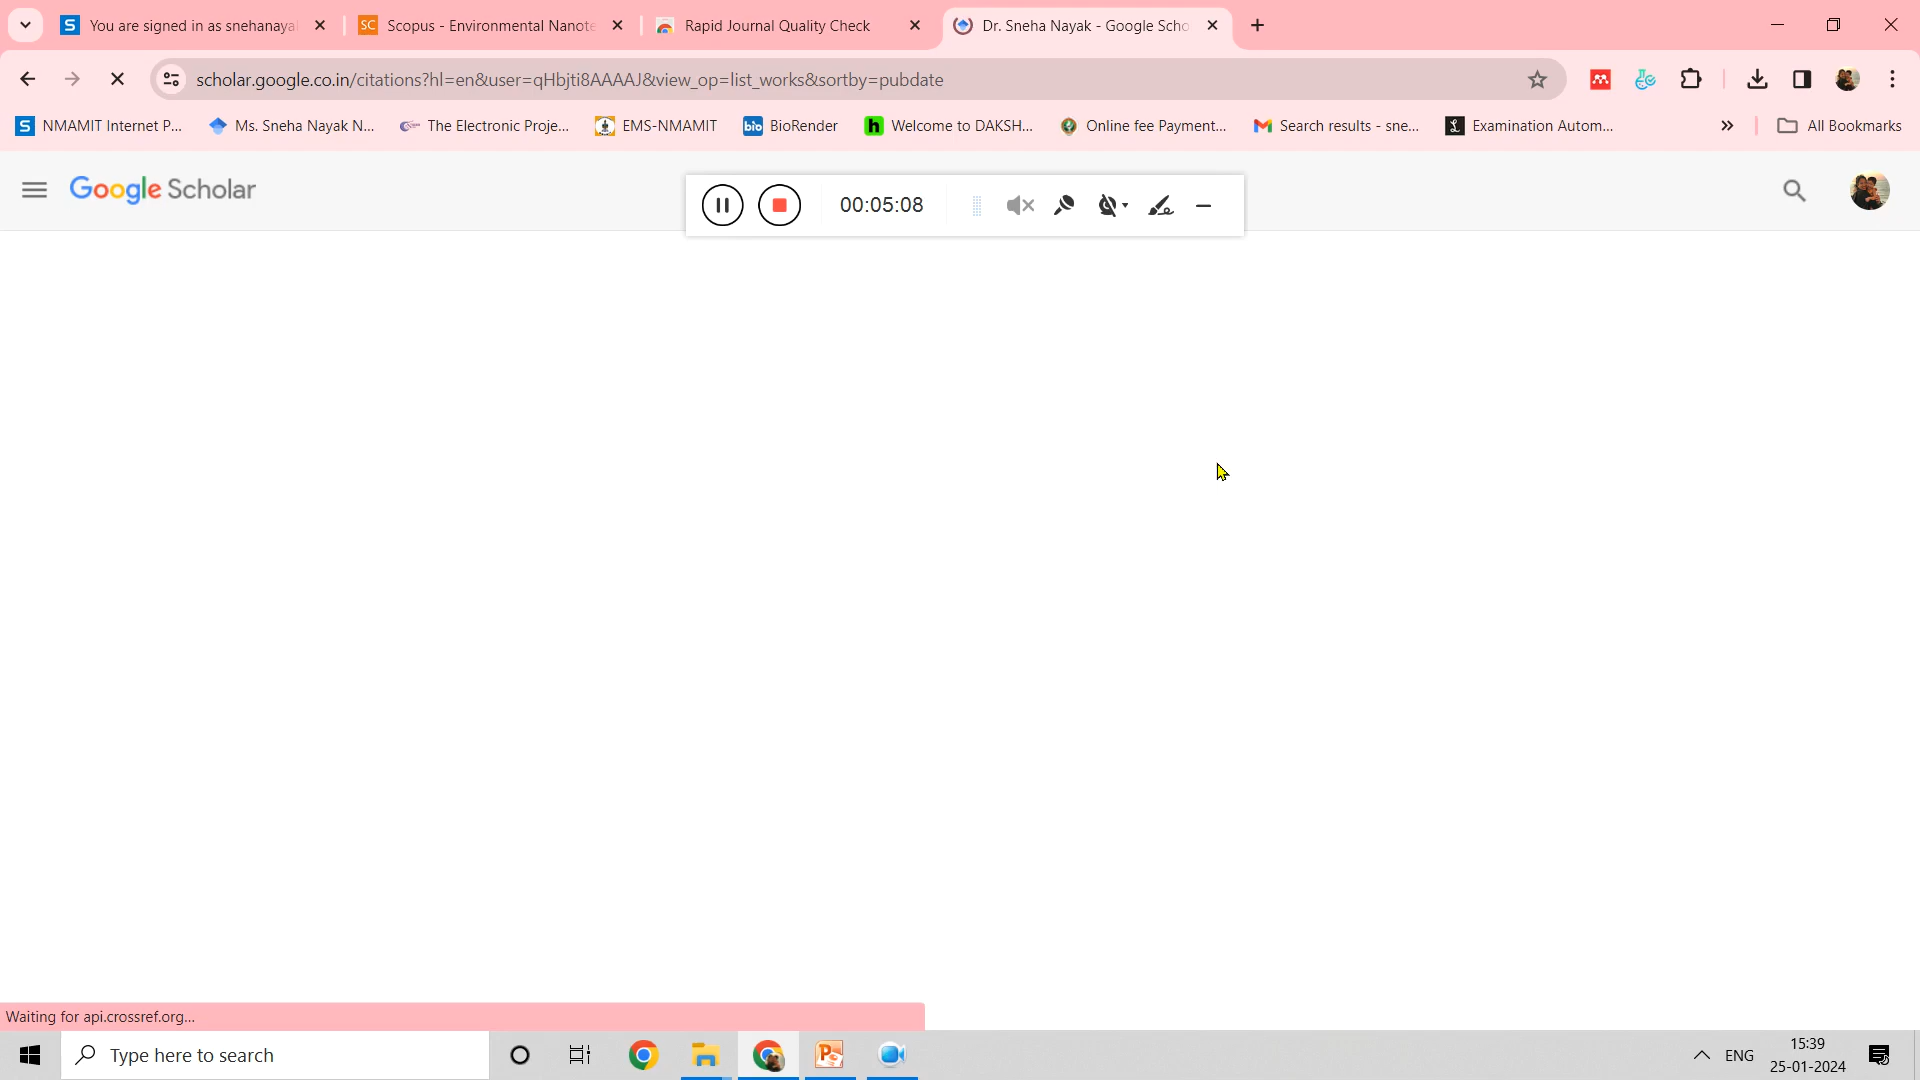 You are signed in as snehanaya
Scopus - Environmental Nanote
Rapid Journal Quality Check
Dr. Sneha Nayak - Google Scho
scholar.google.co.in/citations?hl=en&user=qHbjti8AAAAJ&view_op=list_works&sortby=pubdate
NMAMIT Internet P...
Ms. Sneha Nayak N...
The Electronic Proje...
EMS-NMAMIT
bio BioRender
Welcome to DAKSH...
Online fee Payment...
Search results - sne...
Examination Autom...
All Bookmarks
Google Scholar
00:05:08
Waiting for api.crossref.org...
Type here to search
ENG
15:39
25-01-2024